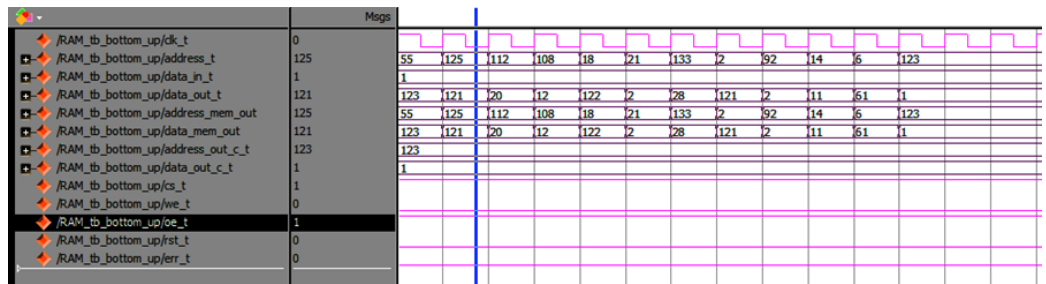 Msgs
/RAM_tb_bottom_up/clk_t 0
/RAM_tb_bottom_up/address_t 125 55 125 112 108 18 21 133 2 92 14 6 123
/RAM_tb_bottom_up/data_in_t 1 1
/RAM_tb_bottom_up/data_out_t 121 123 121 20 12 122 2 28 121 2 11 61 1
/RAM_tb_bottom_up/address_mem_out 125 55 125 112 108 18 21 133 2 92 14 6 123
/RAM_tb_bottom_up/data_mem_out 121 123 121 20 12 122 2 28 121 2 11 61 1
/RAM_tb_bottom_up/address_out_c_t 123 123
/RAM_tb_bottom_up/data_out_c_t 1 1
/RAM_tb_bottom_up/cs_t 1
/RAM_tb_bottom_up/we_t 0
/RAM_tb_bottom_up/oe_t 1
/RAM_tb_bottom_up/rst_t 0
/RAM_tb_bottom_up/err_t 0